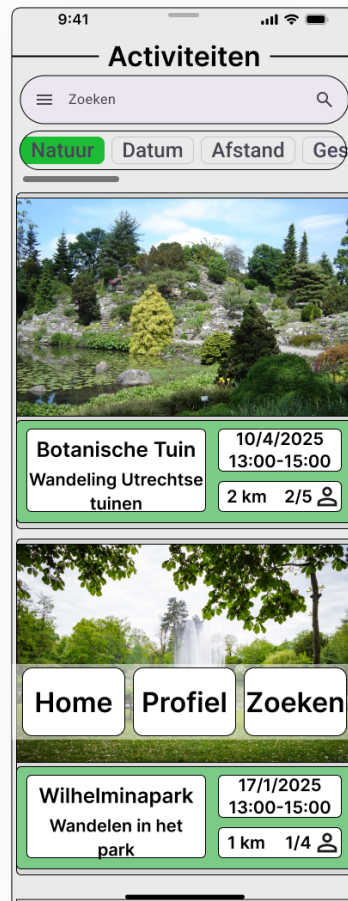 9:41
Activiteiten
Zoeken
Natuur Datum Afstand Ges
Botanische Tuin
Wandeling Utrechtse
tuinen
10/4/2025
13:00-15:00
2 km 2/5
Home Profiel Zoeken
Wilhelminapark
Wandelen in het
park
17/1/2025
13:00-15:00
1 km 1/4